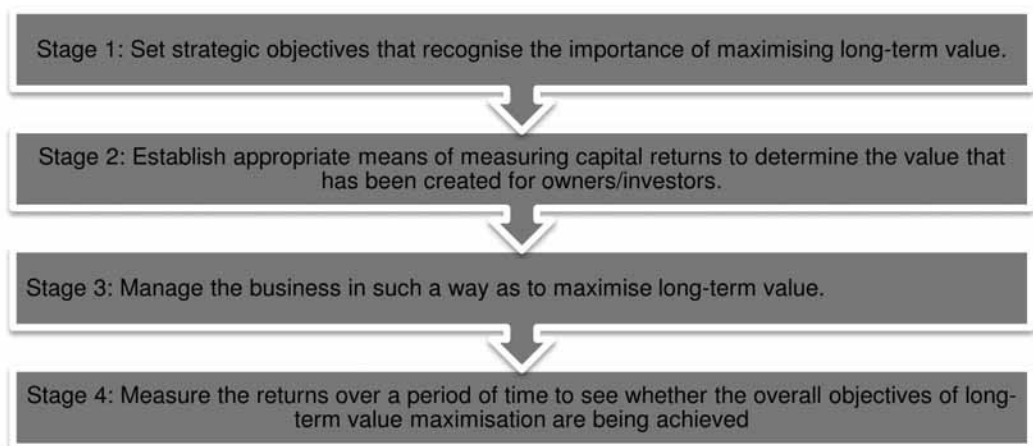 Stage 1: Set strategic objectives that recognise the importance of maximising long-term value.
Stage 2: Establish appropriate means of measuring capital returns to determine the value that
has been created for owners/investors.
Stage 3: Manage the business in such a way as to maximise long-term value.
Stage 4: Measure the returns over a period of time to see whether the overall objectives of long-
term value maximisation are being achieved